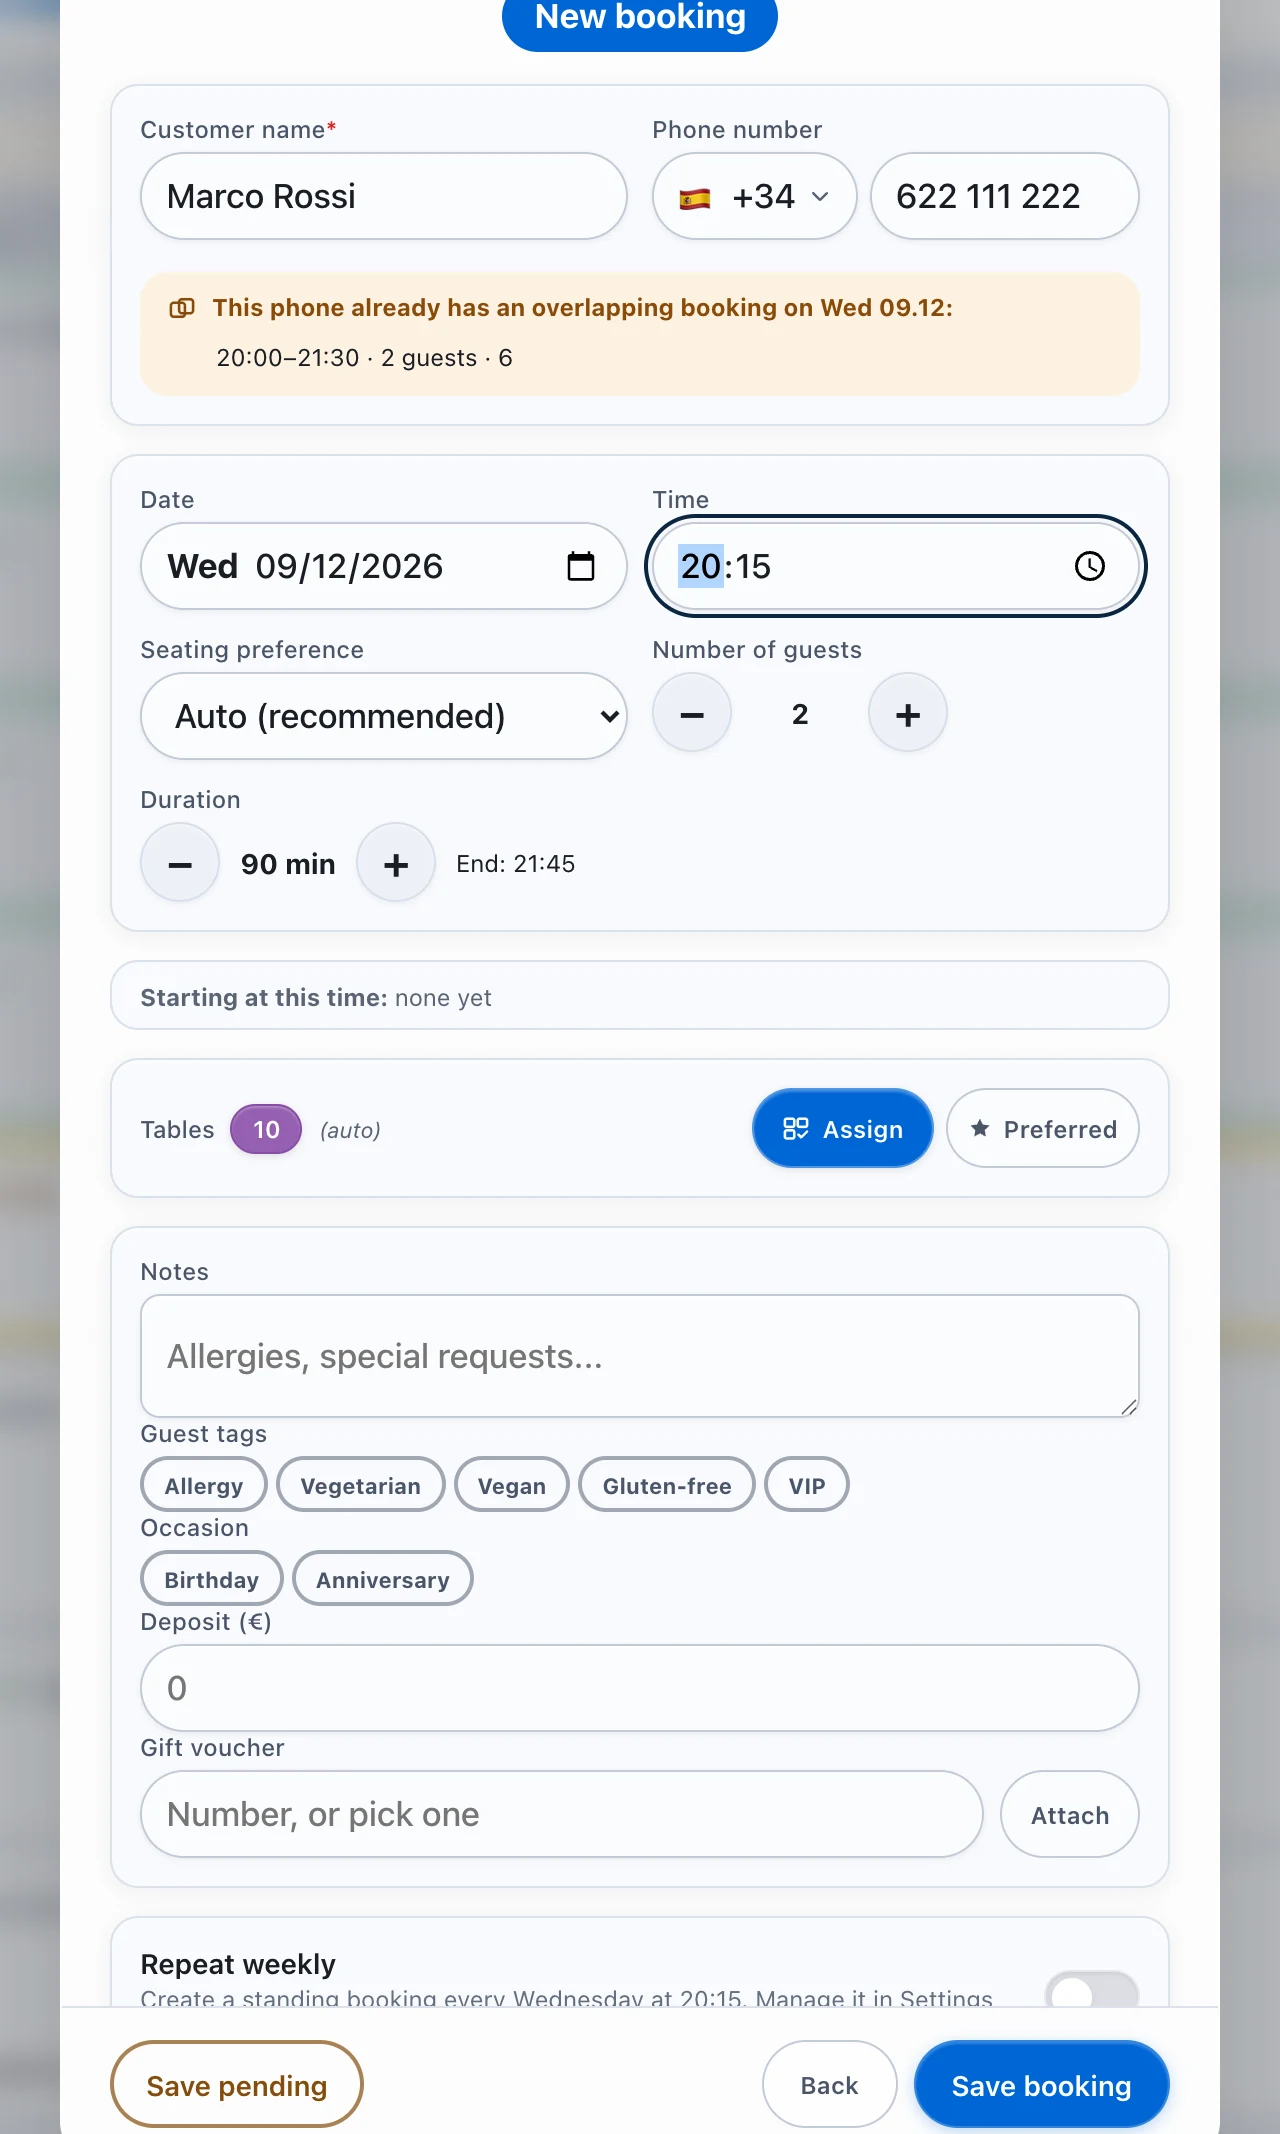 New booking
Customer name*
Phone number
Marco Rossi
+34
622 111 222
This phone already has an overlapping booking on Wed 09.12:
20:00–21:30 · 2 guests · 6
Date
Time
Wed 09/12/2026
20:15
Seating preference
Number of guests
Auto (recommended)
2
Duration
90 min
End: 21:45
Starting at this time: none yet
Tables 10 (auto)
Assign
Preferred
Notes
Allergies, special requests...
Guest tags
Allergy
Vegetarian
Vegan
Gluten-free
VIP
Occasion
Birthday
Anniversary
Deposit (€)
0
Gift voucher
Number, or pick one
Attach
Repeat weekly
Create a standing booking every Wednesday at 20:15. Manage it in Settings
Save pending
Back
Save booking